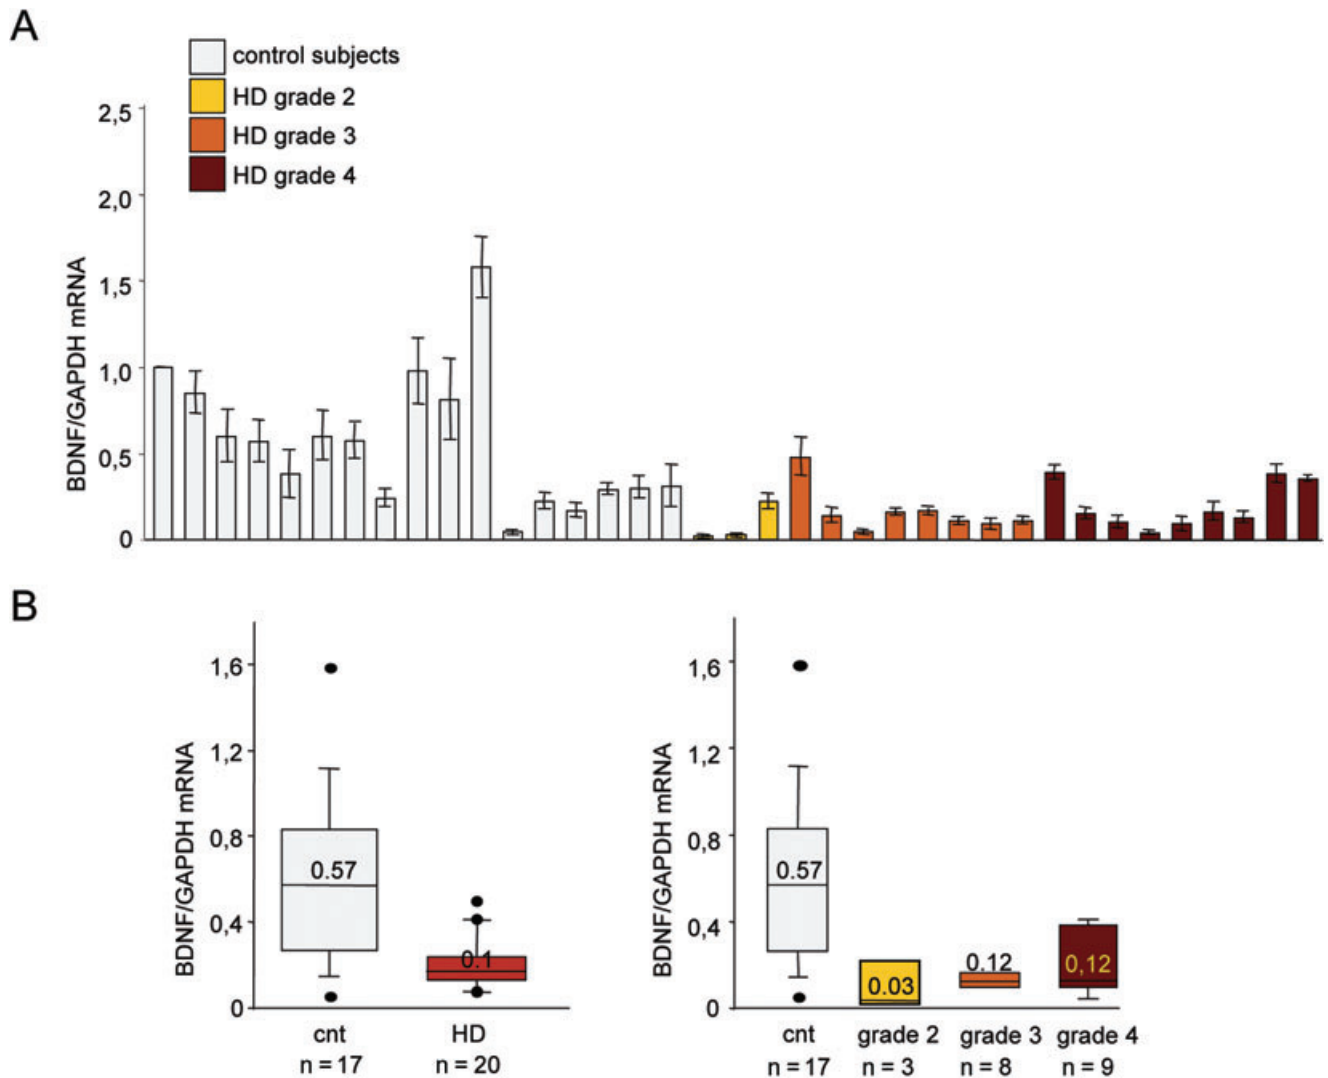 A
control subjects
HD grade 2
HD grade 3
HD grade 4
BDNF/GAPDH mRNA
2,5
2,0
1,5
1,0
0,5
0
B
BDNF/GAPDH mRNA
1,6
1,2
0,8
0,4
0
0.57
0.1
cnt
HD
n = 17
n = 20
BDNF/GAPDH mRNA
1,6
1,2
0,8
0,4
0
0.57
0.03
0.12
0,12
cnt
grade 2
grade 3
grade 4
n = 17
n = 3
n = 8
n = 9